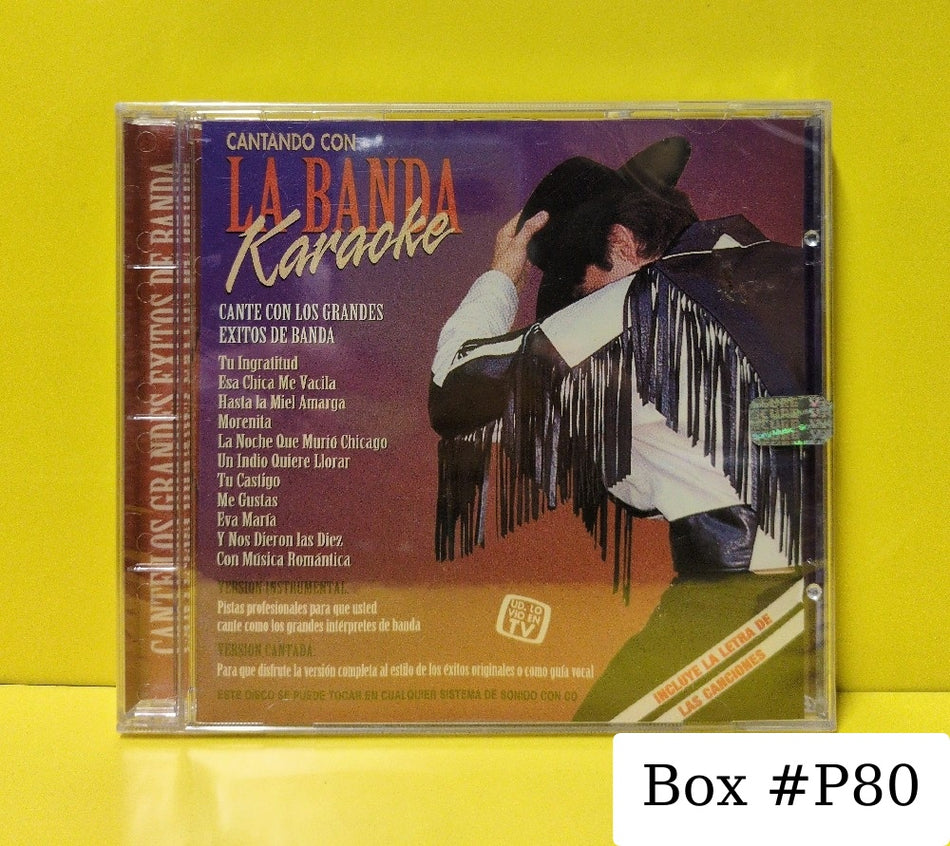 CANTANDO CON
LA BANDA
Karaoke
CANTE CON LOS GRANDES
EXITOS DE BANDA
Tu Ingratitud
Esa Chica Me Vacila
Hasta la Miel Amarga
Morenita
La Noche Que Murió Chicago
Un Indio Quiere Llorar
Tu Castigo
Me Gustas
Eva María
Y Nos Dieron las Diez
Con Música Romántica
VERSION INSTRUMENTAL:
Pistas profesionales para que usted
cante como los grandes intérpretes de banda
VERSION CANTADA:
Para que disfrute la versión completa al estilo de los éxitos originales o como guía vocal
ESTE DISCO SE PUEDE TOCAR EN CUALQUIER SISTEMA DE SONIDO CON CD
UD. LO
VIO EN
TV
INCLUYE LA LETRA DE
LAS CANCIONES
CANTE LOS GRANDES EXITOS DE BANDA
Box #P80